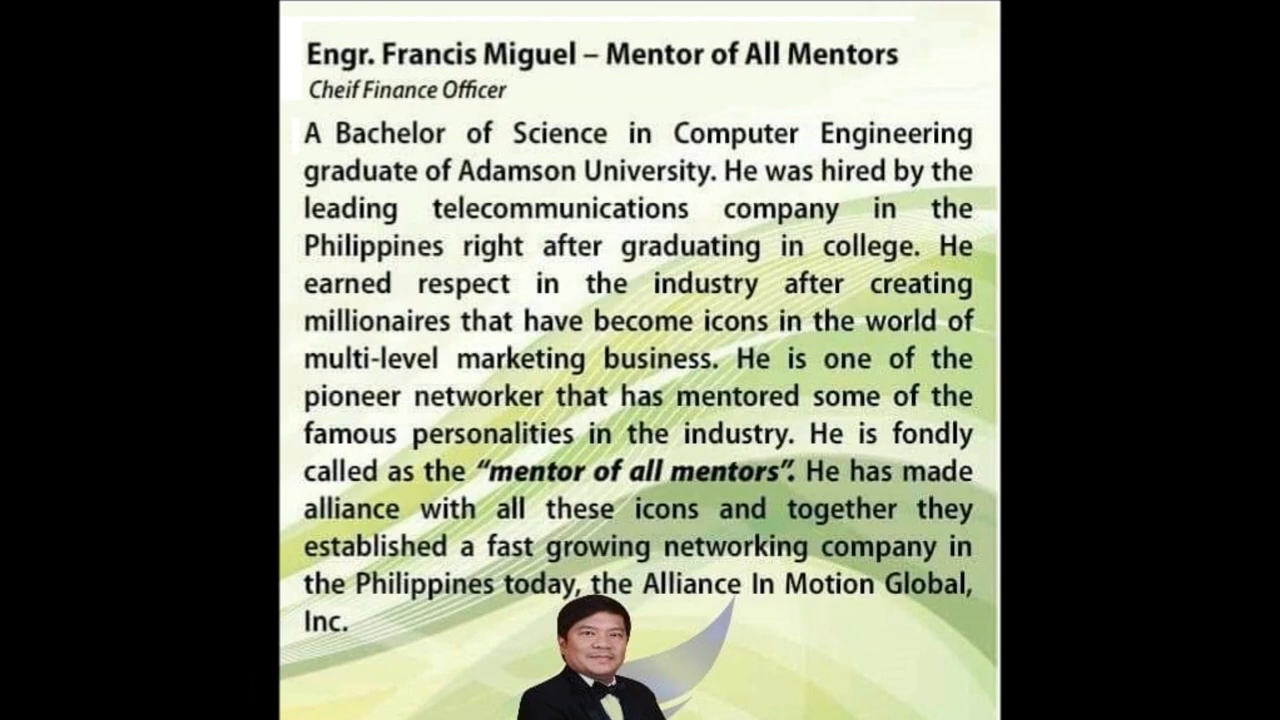 Engr. Francis Miguel – Mentor of All Mentors
Cheif Finance Officer
A Bachelor of Science in Computer Engineering
graduate of Adamson University. He was hired by the
leading telecommunications company in the
Philippines right after graduating in college. He
earned respect in the industry after creating
millionaires that have become icons in the world of
multi-level marketing business. He is one of the
pioneer networker that has mentored some of the
famous personalities in the industry. He is fondly
called as the “mentor of all mentors”. He has made
alliance with all these icons and together they
established a fast growing networking company in
the Philippines today, the Alliance In Motion Global,
Inc.